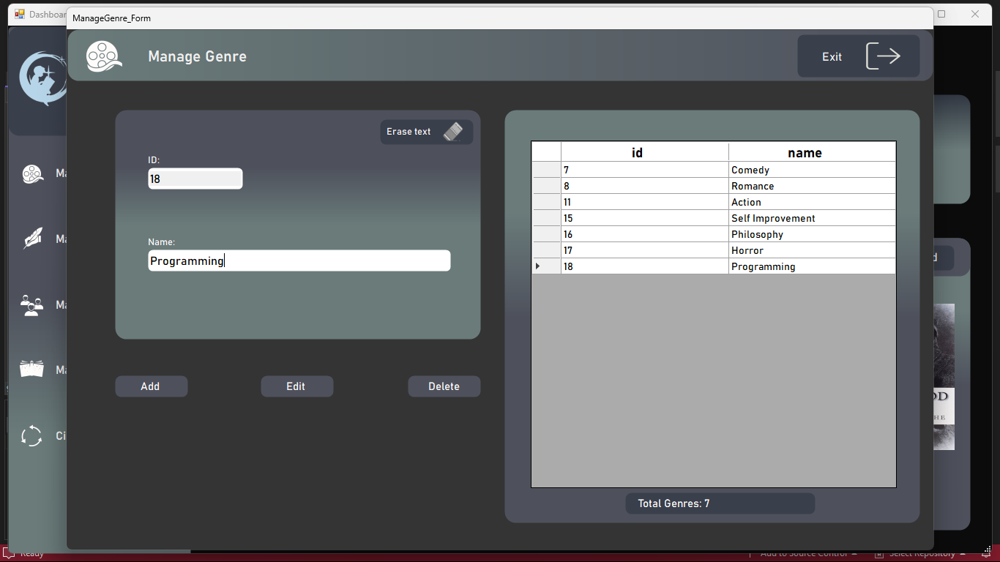 Dashboar
ManageGenre_Form
Manage Genre
Exit
Erase text
ID:
18
Name:
Programming
Add
Edit
Delete
id name
7 Comedy
8 Romance
11 Action
15 Self Improvement
16 Philosophy
17 Horror
18 Programming
Total Genres: 7
Ma
Ma
Ma
Ma
Ci
d
OD
HE
Ready
Add to Source Control
Select Repository